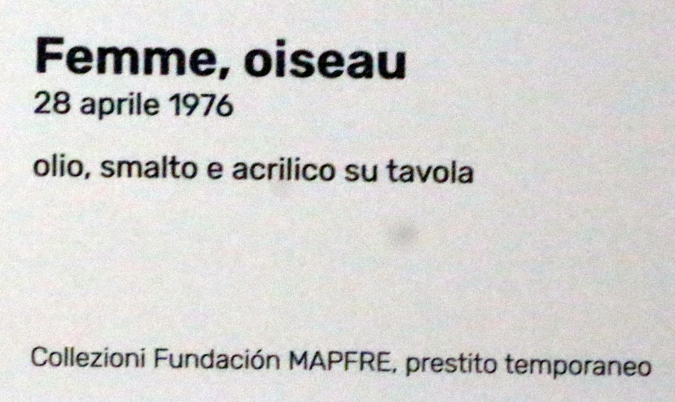 Femme, oiseau
28 aprile 1976
olio, smalto e acrilico su tavola
Collezioni Fundación MAPFRE, prestito temporaneo